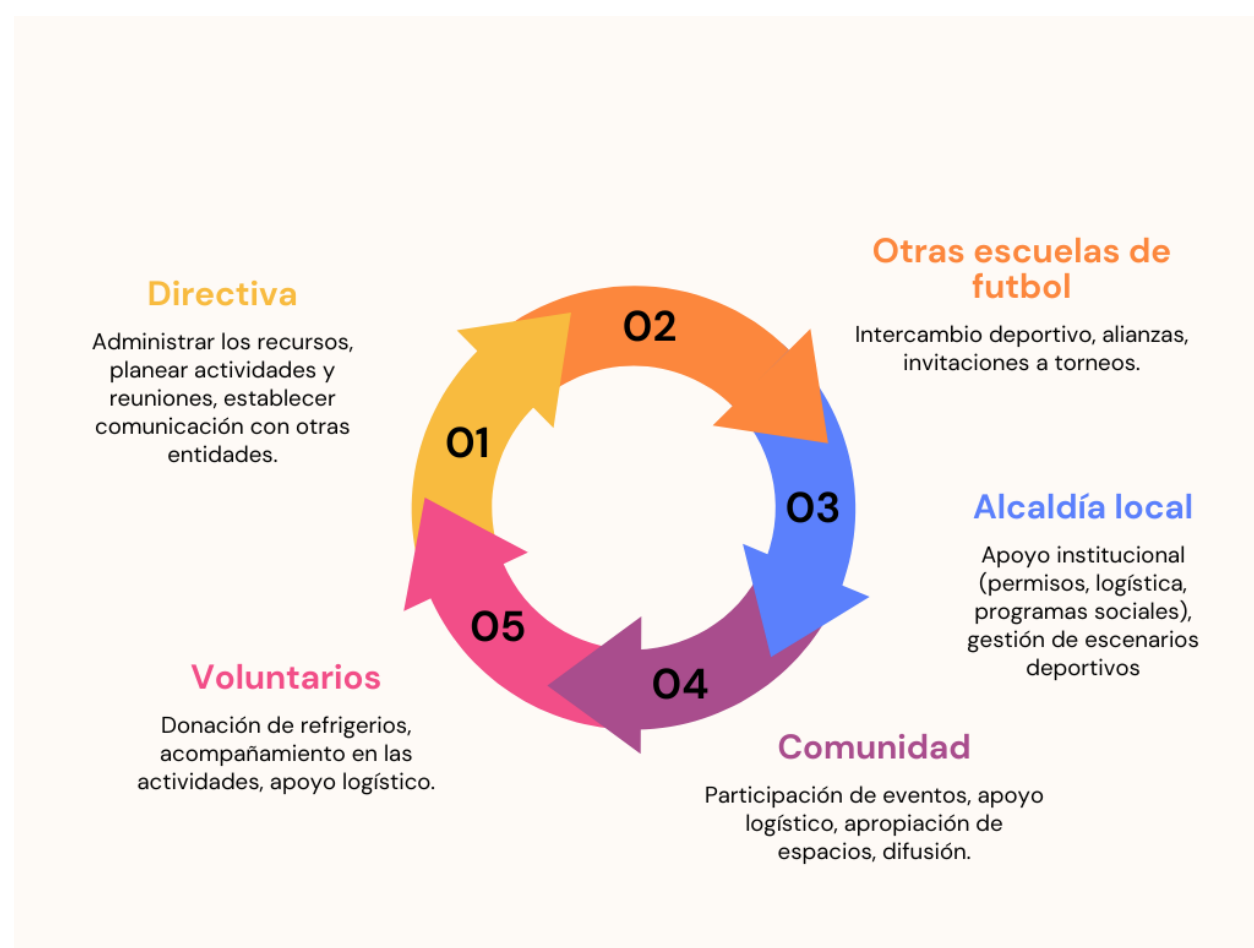 Directiva
Administrar los recursos,
planear actividades y
reuniones, establecer
comunicación con otras
entidades.
01
02
Otras escuelas de
futbol
Intercambio deportivo, alianzas,
invitaciones a torneos.
03
Alcaldía local
Apoyo institucional
(permisos, logística,
programas sociales),
gestión de escenarios
deportivos
04
Comunidad
Participación de eventos, apoyo
logístico, apropiación de
espacios, difusión.
05
Voluntarios
Donación de refrigerios,
acompañamiento en las
actividades, apoyo logístico.